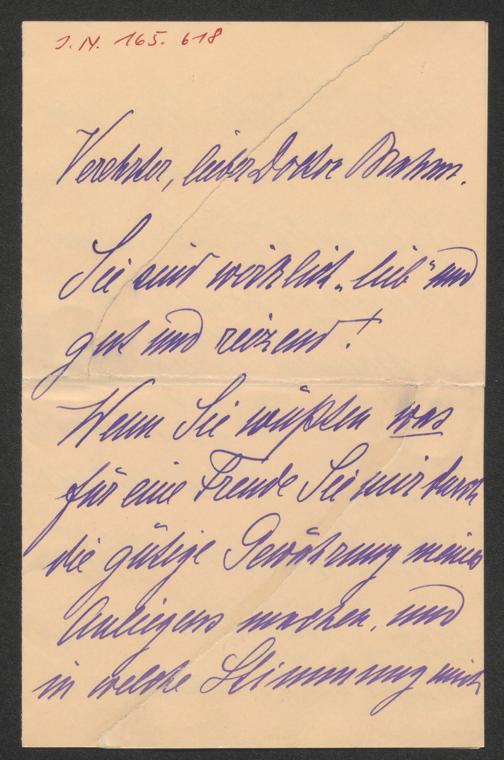 J. N. 165. 618
Verehrter, lieber Doktor Brahms.
Sie sind wirklich „lieb“ und
gut und reizend!
Wenn Sie wüßten was
für eine Freude Sie mir durch
die gütige Gewährung meines
Anliegens machen, und
in welche Stimmung mich